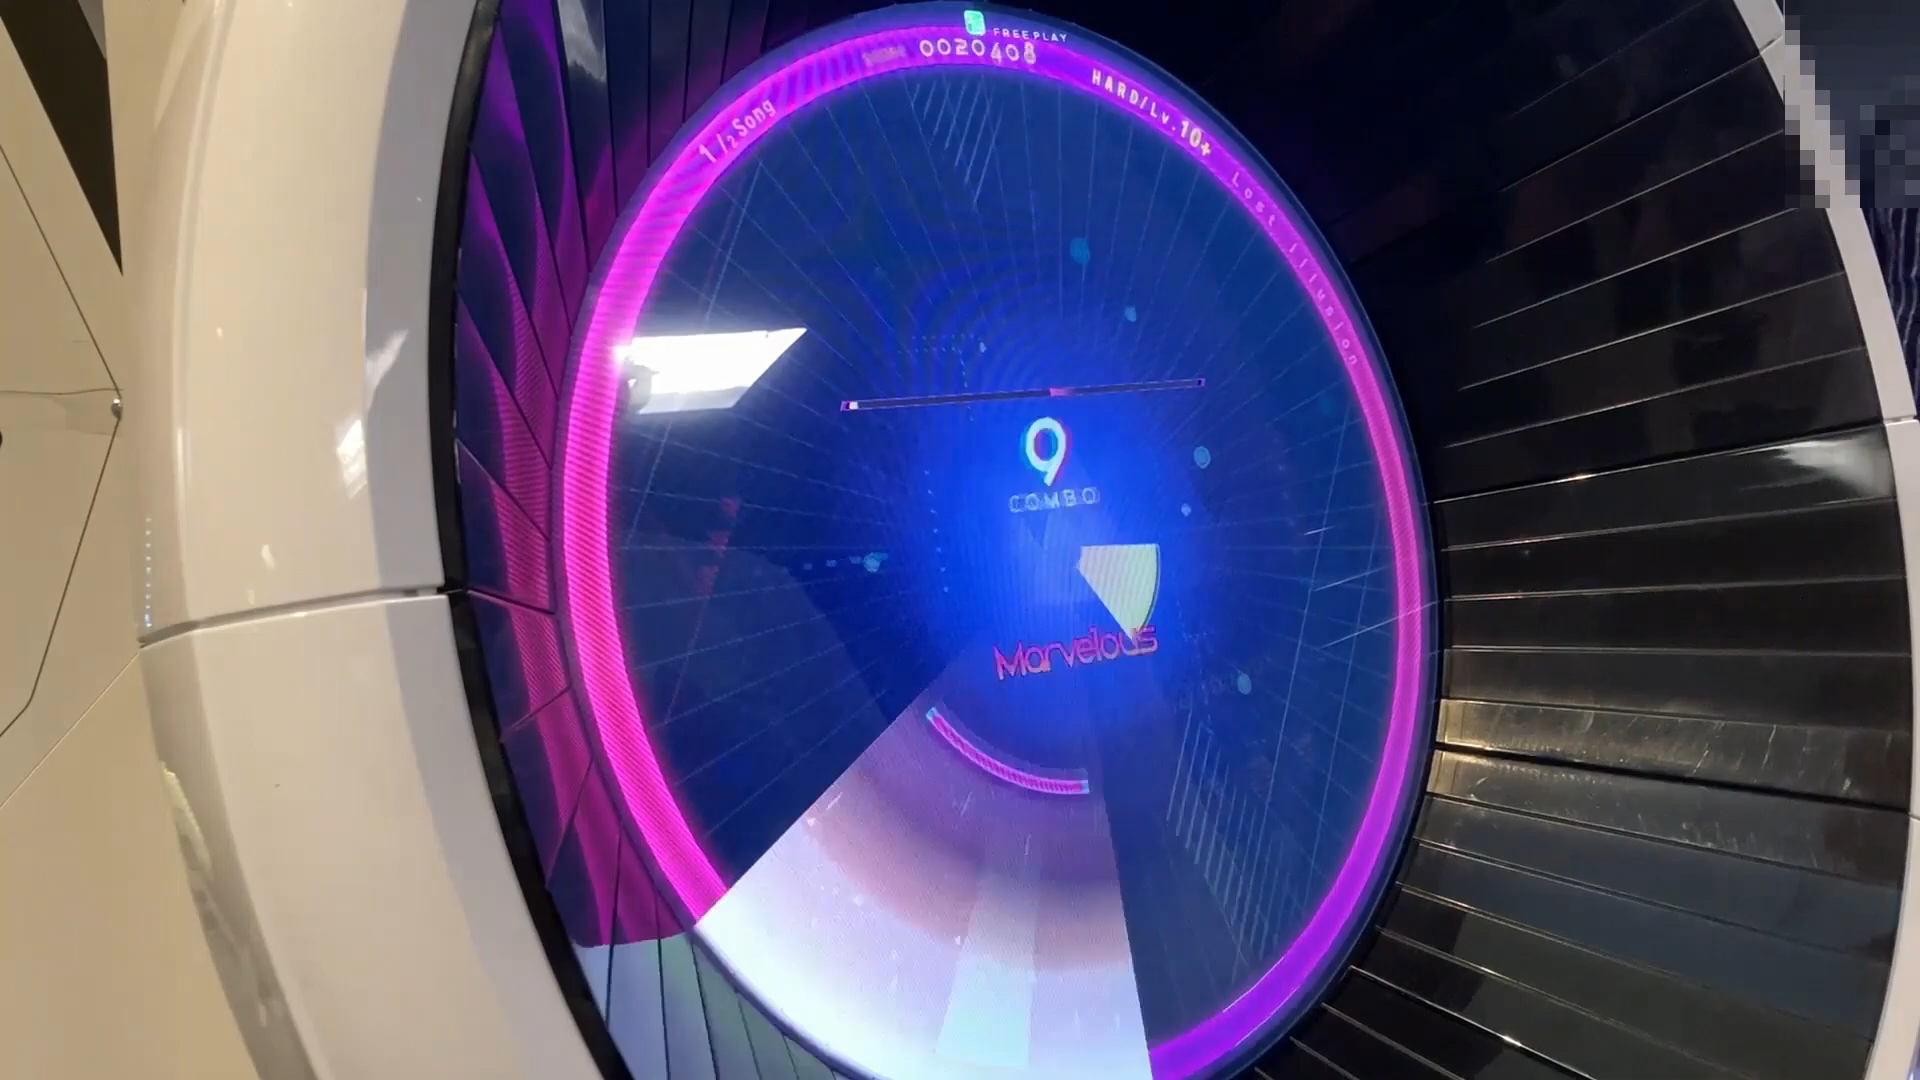 FREE PLAY
0020408
1/2 Song
HARD/Lv.10+
Lost illusion
9
COMBO
Marvelous